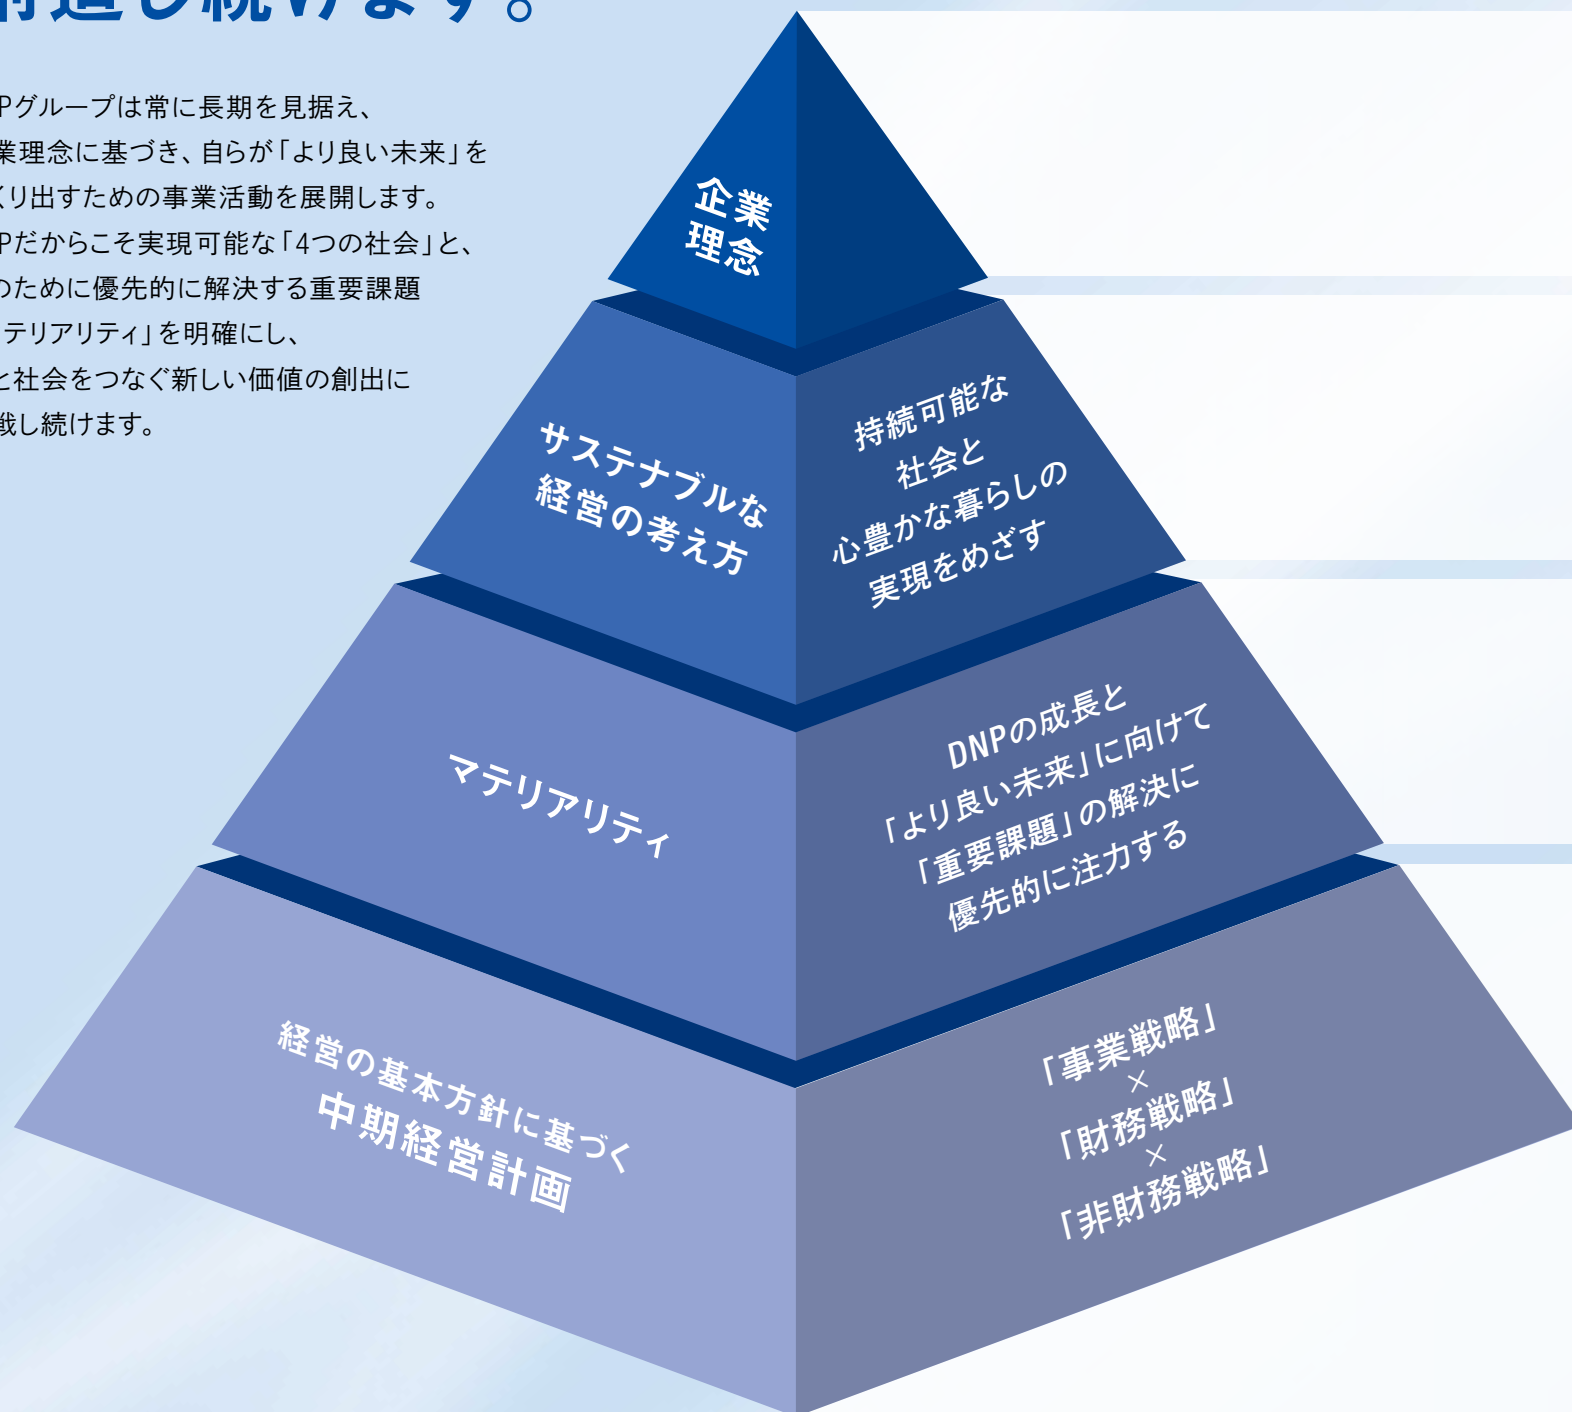 前進し続けます。
Pグループは常に長期を見据え、
業理念に基づき、自らが「より良い未来」を
くり出すための事業活動を展開します。
Pだからこそ実現可能な「4つの社会」と、
のために優先的に解決する重要課題
テリアリティ」を明確にし、
と社会をつなぐ新しい価値の創出に
戦し続けます。
企業
理念
サステナブルな
経営の考え方
持続可能な
社会と
心豊かな暮らしの
実現をめざす
マテリアリティ
DNPの成長と
「より良い未来」に向けて
「重要課題」の解決に
優先的に注力する
経営の基本方針に基づく
中期経営計画
「事業戦略」
×
「財務戦略」
×
「非財務戦略」